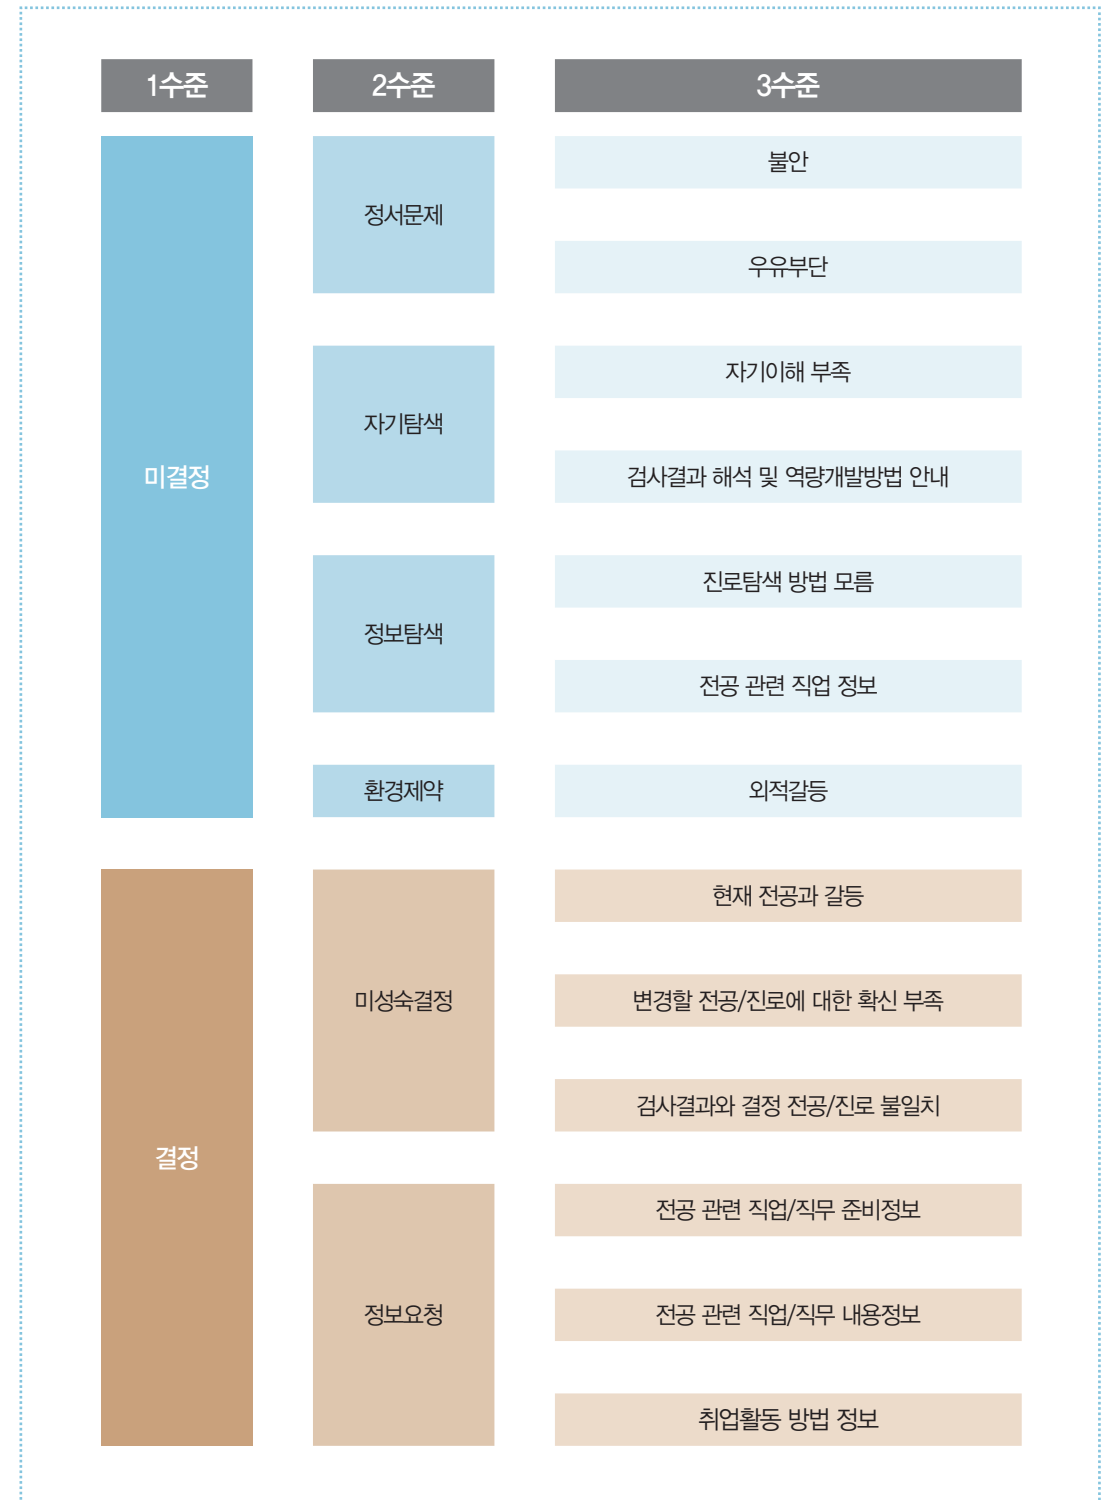 1수준 2수준 3수준
미결정
정서문제
불안
우유부단
자기탐색
자기이해 부족
검사결과 해석 및 역량개발방법 안내
정보탐색
진로탐색 방법 모름
전공 관련 직업 정보
환경제약
외적갈등
결정
미성숙결정
현재 전공과 갈등
변경할 전공/진로에 대한 확신 부족
검사결과와 결정 전공/진로 불일치
정보요청
전공 관련 직업/직무 준비정보
전공 관련 직업/직무 내용정보
취업활동 방법 정보